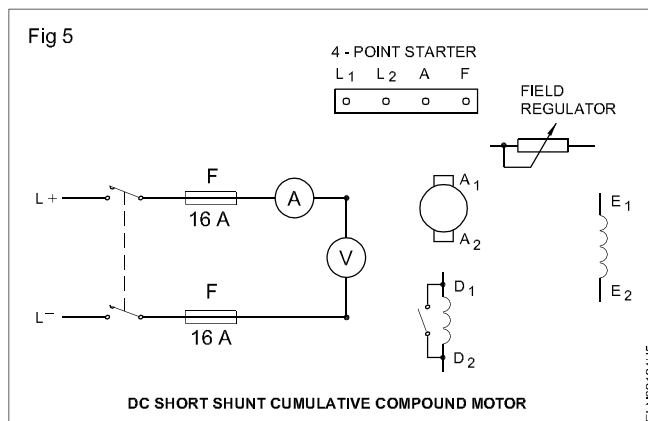 Fig 5
4 - POINT STARTER
L1 L2 A F
FIELD
REGULATOR
L+
F
16 A
A
V
L-
F
16 A
A1
A2
D1
D2
E1
E2
DC SHORT SHUNT CUMULATIVE COMPOUND MOTOR